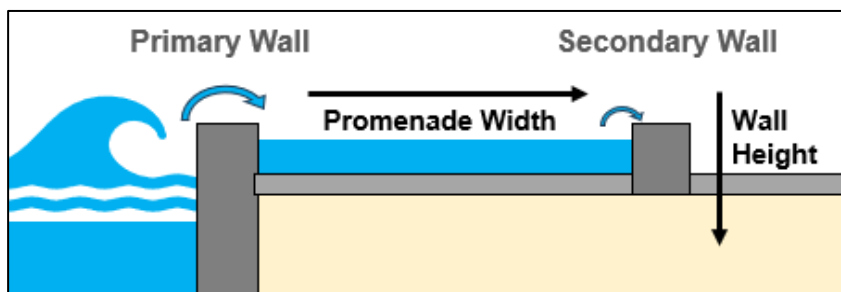 Primary Wall
Secondary Wall
Promenade Width
Wall
Height